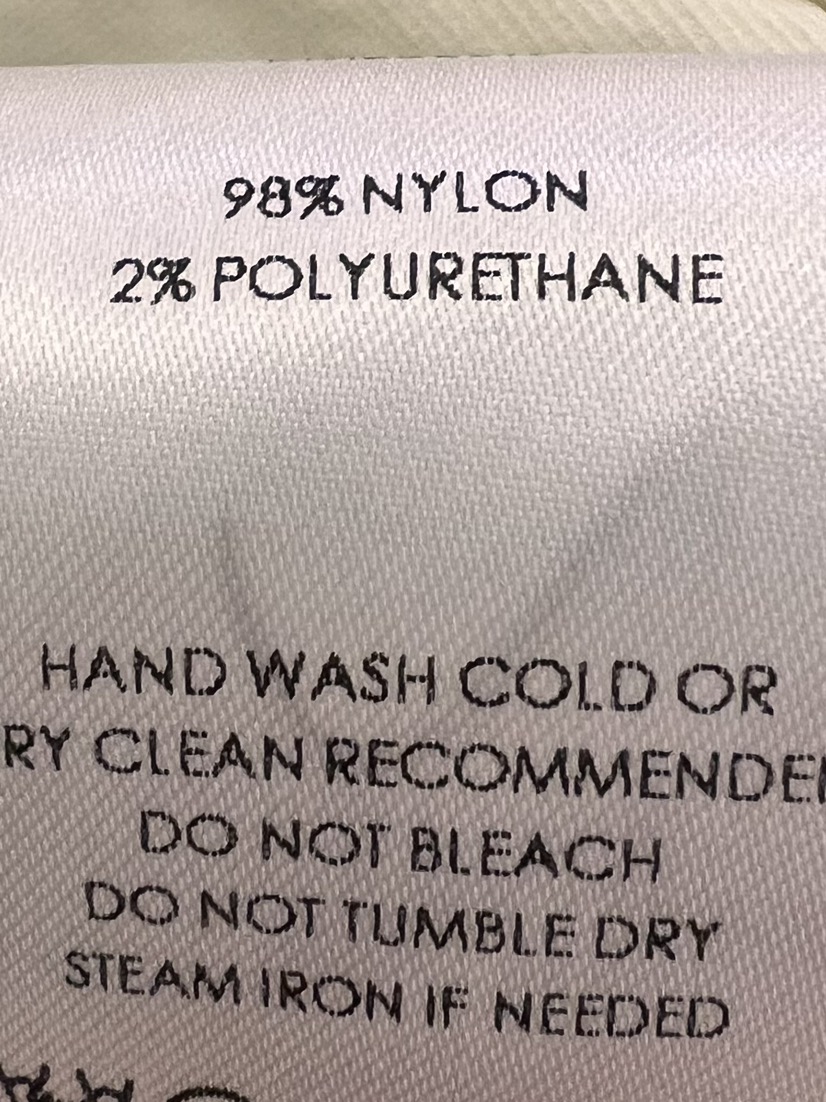 98% NYLON
2% POLYURETHANE
HAND WASH COLD OR
RY CLEAN RECOMMENDE
DO NOT BLEACH
DO NOT TUMBLE DRY
STEAM IRON IF NEEDED